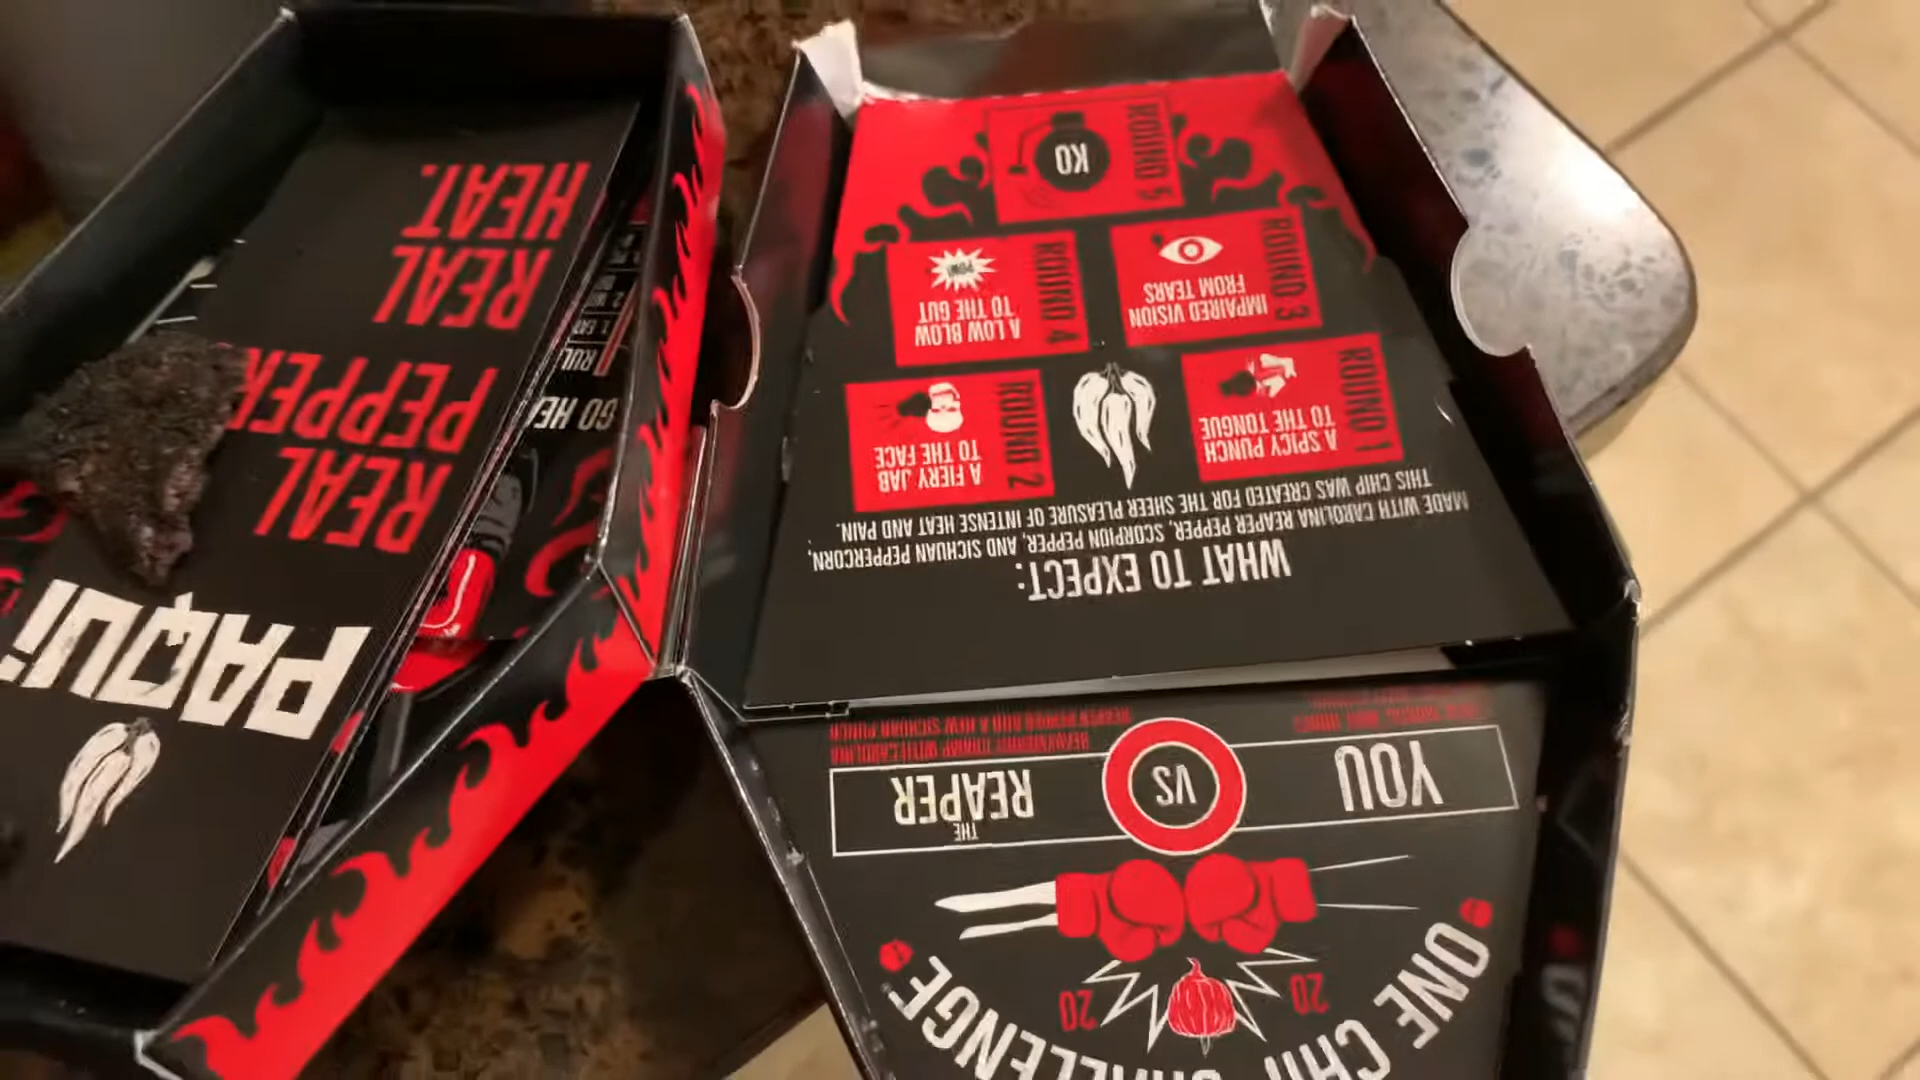 ONE CHIP CHALLENGE
20 20
YOU
VS
THE
REAPER
WHAT TO EXPECT:
MADE WITH CAROLINA REAPER PEPPER, SCORPION PEPPER, AND SICHUAN PEPPERCORN,
THIS CHIP WAS CREATED FOR THE SHEER PLEASURE OF INTENSE HEAT AND PAIN.
ROUND 1
A SPICY PUNCH
TO THE TONGUE
ROUND 2
A FIERY JAB
TO THE FACE
ROUND 3
IMPAIRED VISION
FROM TEARS
ROUND 4
A LOW BLOW
TO THE GUT
POW!
ROUND 5
KO
PAQUI
REAL
PEPPER
REAL
HEAT.
REAL
GO HE
RUL